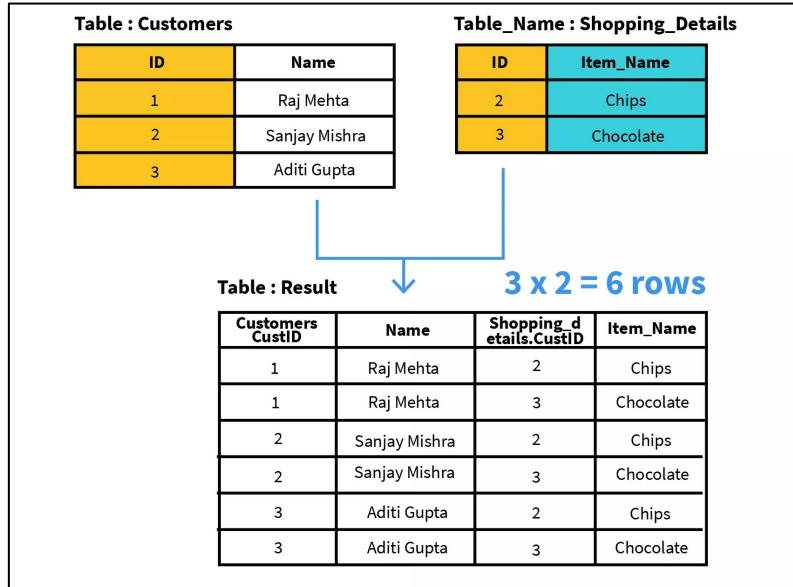 Table : Customers
Table_Name : Shopping_Details
ID Name
1 Raj Mehta
2 Sanjay Mishra
3 Aditi Gupta
ID Item_Name
2 Chips
3 Chocolate
Table : Result
3 x 2 = 6 rows
Customers
CustID
Name
Shopping_d
etails.CustID
Item_Name
1 Raj Mehta 2 Chips
1 Raj Mehta 3 Chocolate
2 Sanjay Mishra 2 Chips
2 Sanjay Mishra 3 Chocolate
3 Aditi Gupta 2 Chips
3 Aditi Gupta 3 Chocolate